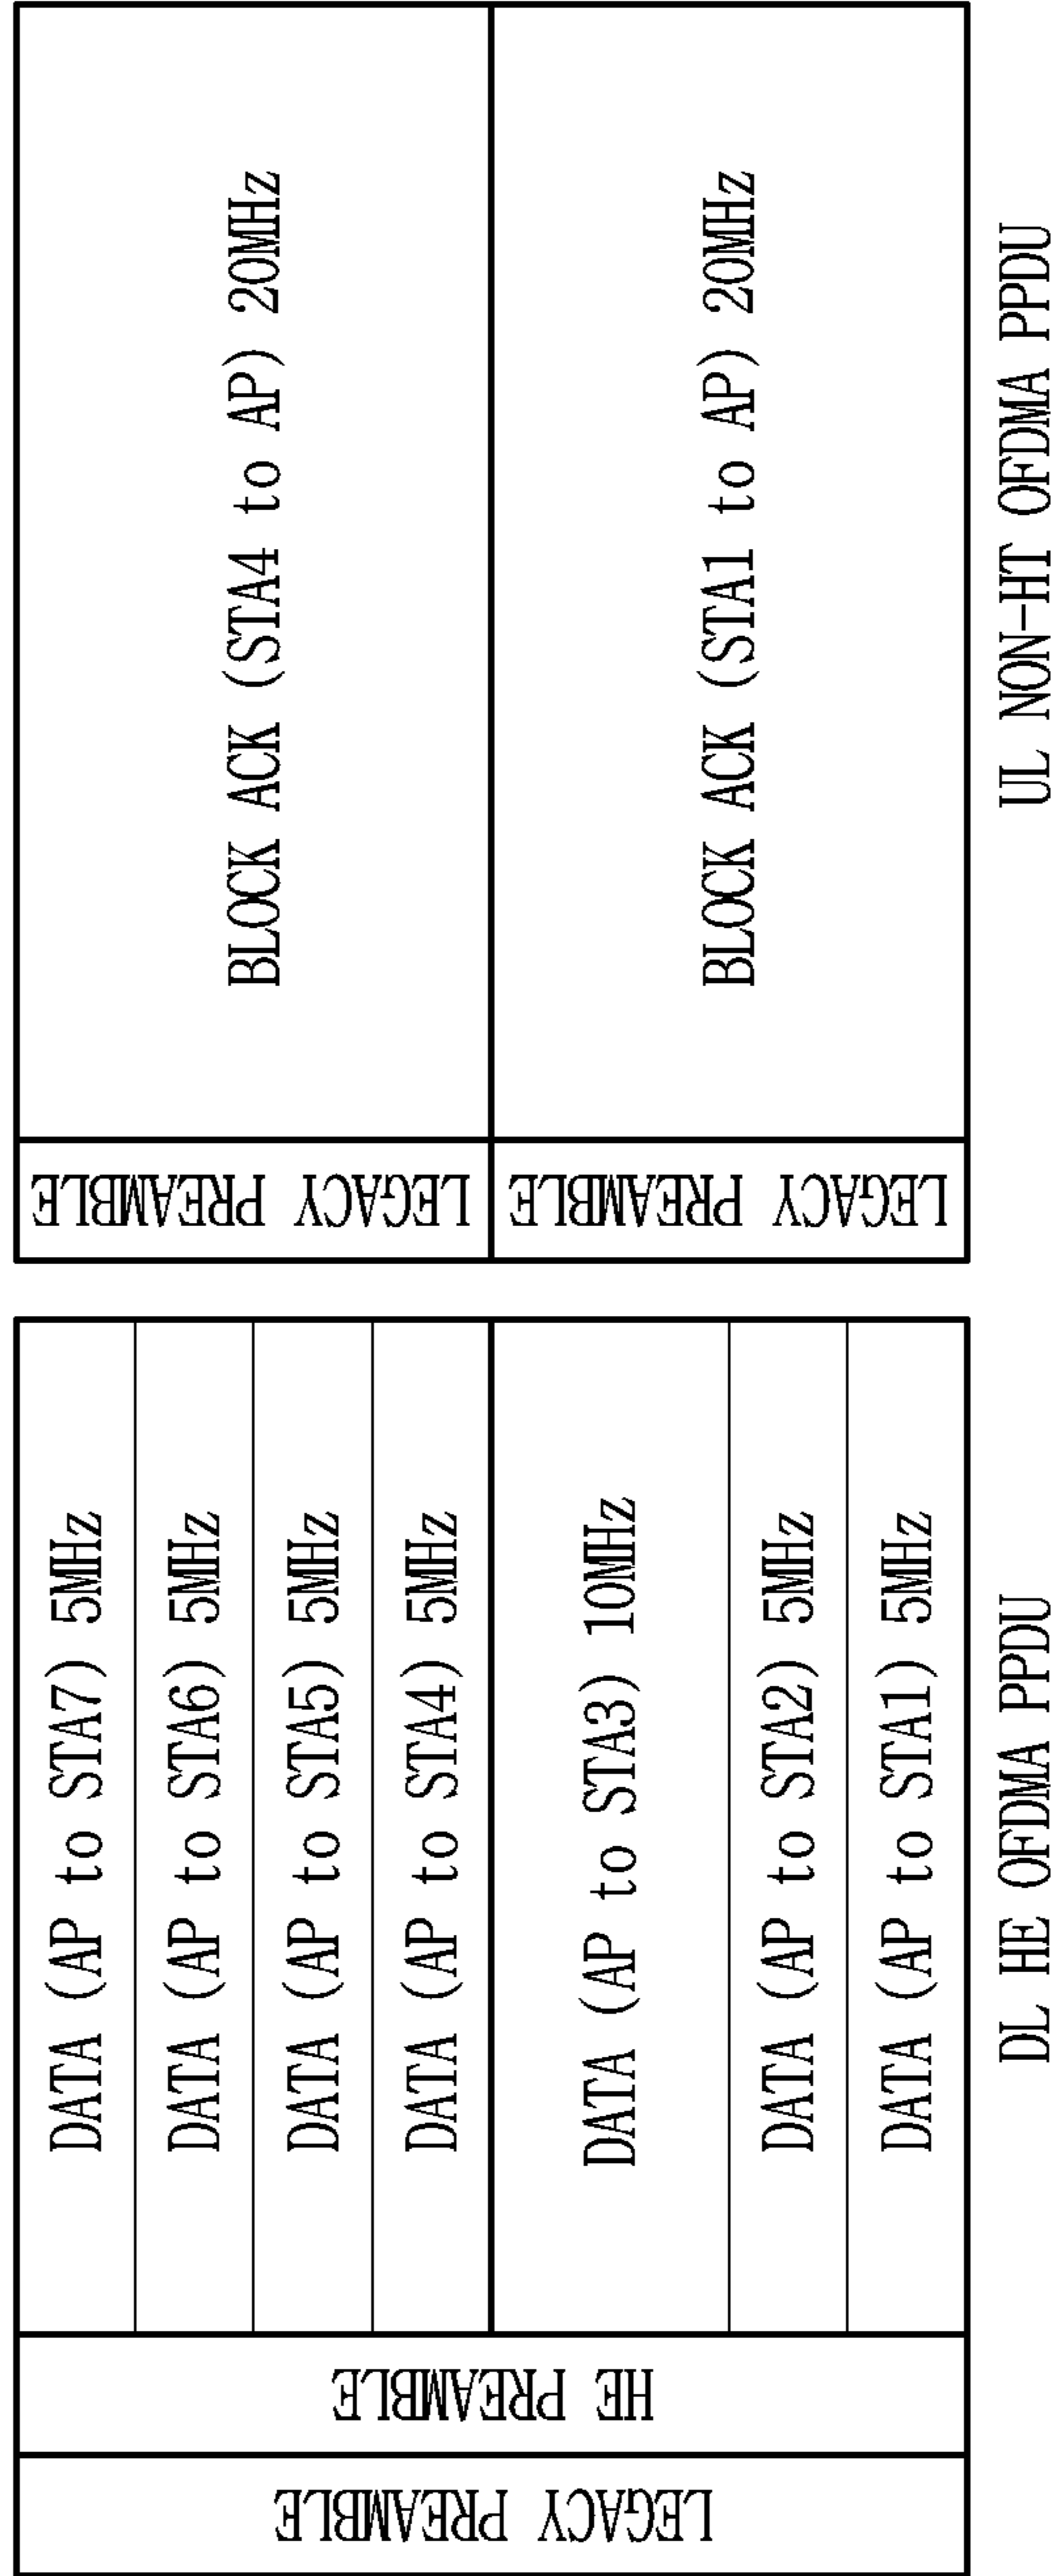 LEGACY PREAMBLE
HE PREAMBLE
DATA (AP to STA7) 5MHz
DATA (AP to STA6) 5MHz
DATA (AP to STA5) 5MHz
DATA (AP to STA4) 5MHz
DATA (AP to STA3) 10MHz
DATA (AP to STA2) 5MHz
DATA (AP to STA1) 5MHz
DL HE OFDMA PPDU
LEGACY PREAMBLE
BLOCK ACK (STA4 to AP) 20MHz
LEGACY PREAMBLE
BLOCK ACK (STA1 to AP) 20MHz
UL NON-HT OFDMA PPDU